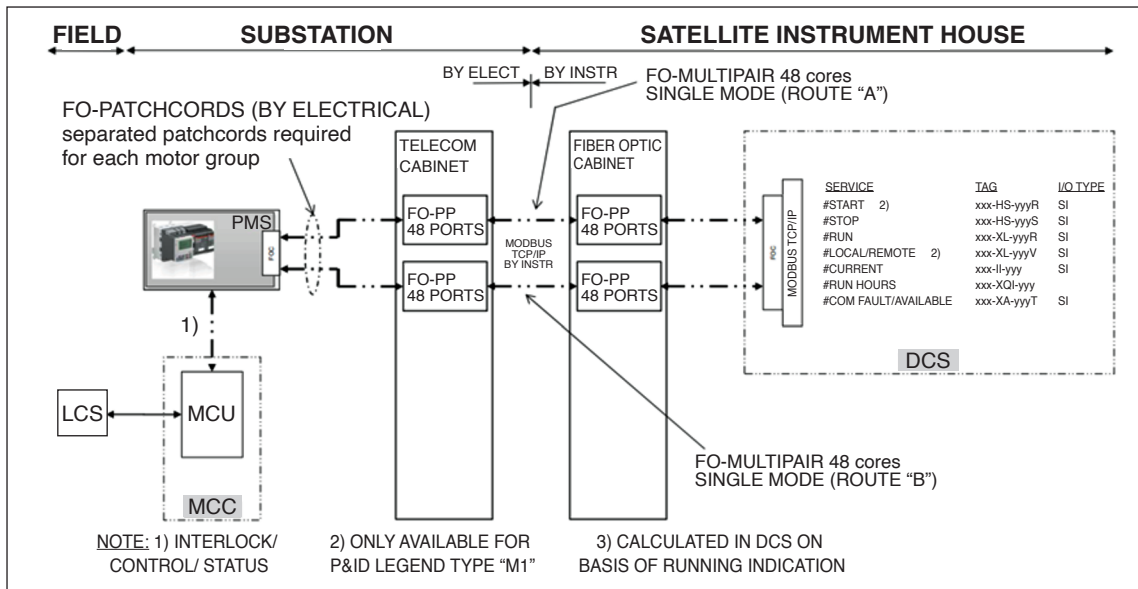 FIELD
SUBSTATION
SATELLITE INSTRUMENT HOUSE
BY ELECT
BY INSTR
FO-MULTIPAIR 48 cores
SINGLE MODE (ROUTE “A”)
FO-PATCHCORDS (BY ELECTRICAL)
separated patchcords required
for each motor group
TELECOM
CABINET
FIBER OPTIC
CABINET
PMS
FOC
FO-PP
48 PORTS
FO-PP
48 PORTS
MODBUS
TCP/IP
BY INSTR
FO-PP
48 PORTS
FO-PP
48 PORTS
FOC
MODBUS TCP/IP
SERVICE TAG I/O TYPE
#START 2) xxx-HS-yyyR SI
#STOP xxx-HS-yyyS SI
#RUN xxx-XL-yyyR SI
#LOCAL/REMOTE 2) xxx-XL-yyyV SI
#CURRENT xxx-II-yyy SI
#RUN HOURS xxx-XQI-yyy
#COM FAULT/AVAILABLE xxx-XA-yyyT SI
DCS
1)
LCS
MCU
MCC
FO-MULTIPAIR 48 cores
SINGLE MODE (ROUTE “B”)
NOTE: 1) INTERLOCK/
CONTROL/ STATUS
2) ONLY AVAILABLE FOR
P&ID LEGEND TYPE “M1”
3) CALCULATED IN DCS ON
BASIS OF RUNNING INDICATION